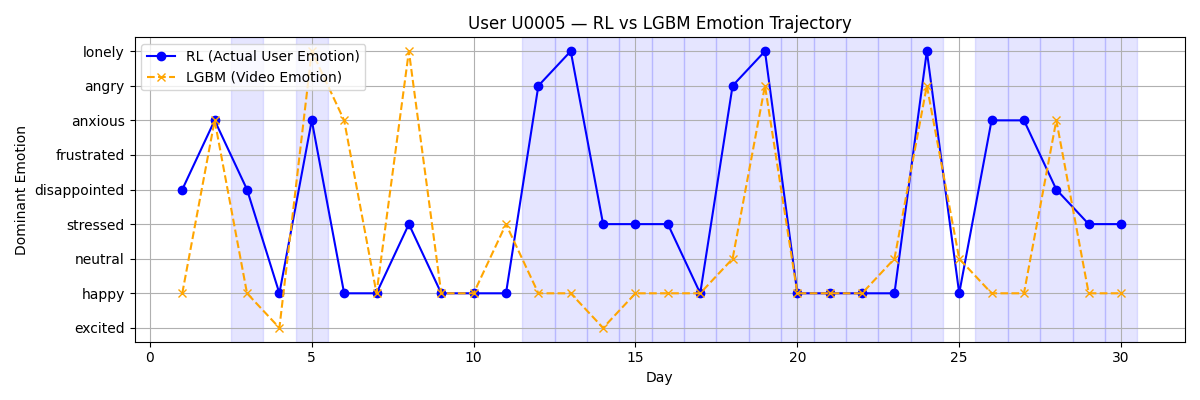 User U0005 — RL vs LGBM Emotion Trajectory
RL (Actual User Emotion)
LGBM (Video Emotion)
Dominant Emotion
lonely
angry
anxious
frustrated
disappointed
stressed
neutral
happy
excited
0 5 10 15 20 25 30
Day